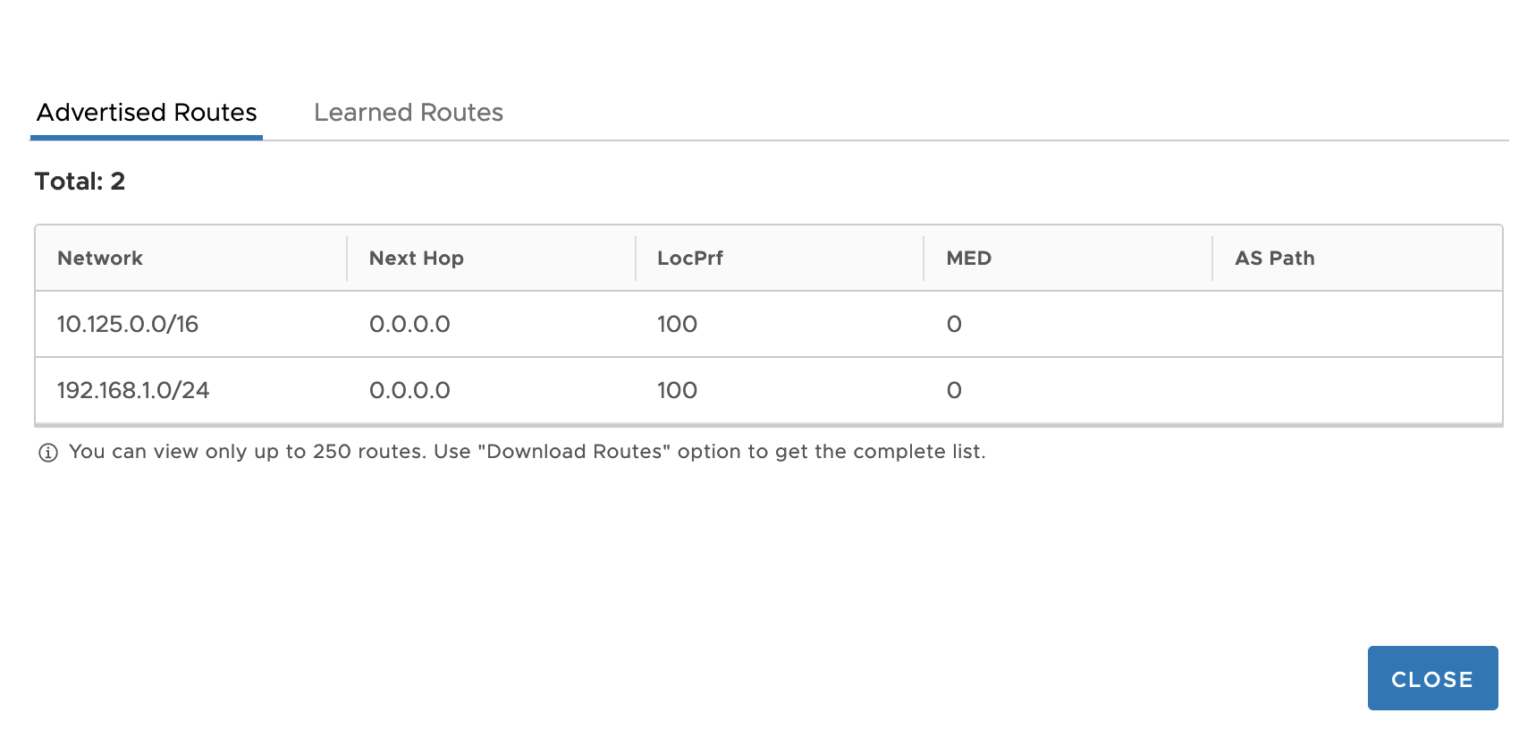 Advertised Routes Learned Routes
Total: 2
Network Next Hop LocPrf MED AS Path
10.125.0.0/16 0.0.0.0 100 0
192.168.1.0/24 0.0.0.0 100 0
You can view only up to 250 routes. Use "Download Routes" option to get the complete list.
CLOSE